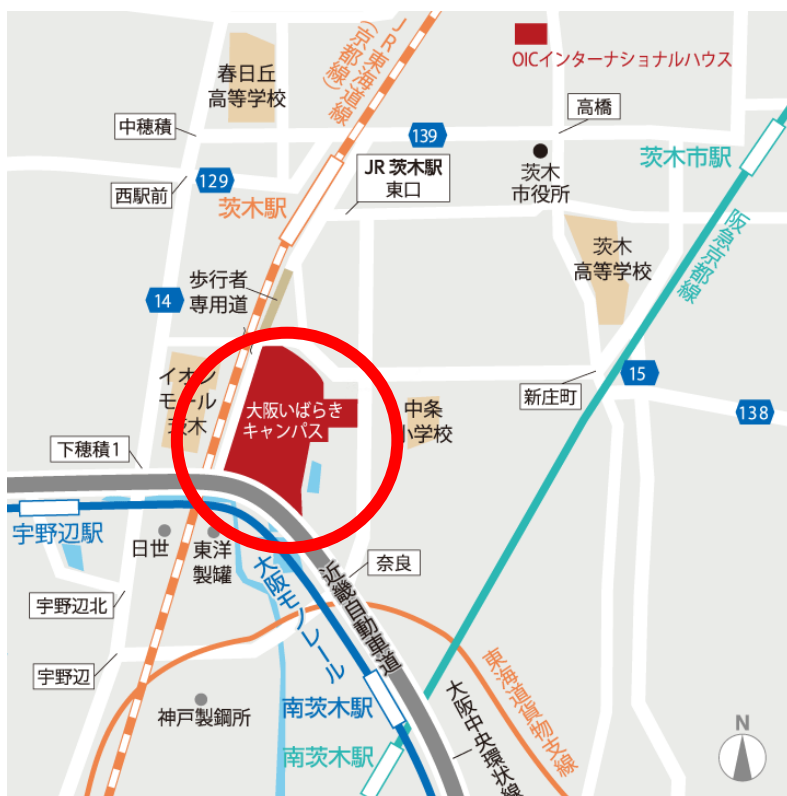 JR東海道線
(京都線)
OICインターナショナルハウス
春日丘
高等学校
高橋
中穂積
139
茨木市駅
JR 茨木駅
東口
茨木
市役所
129
西駅前
茨木駅
阪急京都線
茨木
高等学校
歩行者
専用道
14
イオン
モール
茨木
大阪いばらき
キャンパス
中条
小学校
新庄町
15
138
下穂積1
宇野辺駅
日世
東洋
製罐
奈良
大阪モノレール
近畿自動車道
宇野辺北
宇野辺
東海道貨物支線
神戸製鋼所
南茨木駅
大阪中央環状線
南茨木駅
N